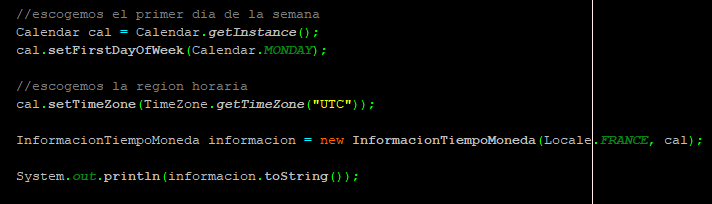 //escogemos el primer dia de la semana
Calendar cal = Calendar.getInstance();
cal.setFirstDayOfWeek(Calendar.MONDAY);
//escogemos la region horaria
cal.setTimeZone(TimeZone.getTimeZone("UTC"));
InformacionTiempoMoneda informacion = new InformacionTiempoMoneda(Locale.FRANCE, cal);
System.out.println(informacion.toString());